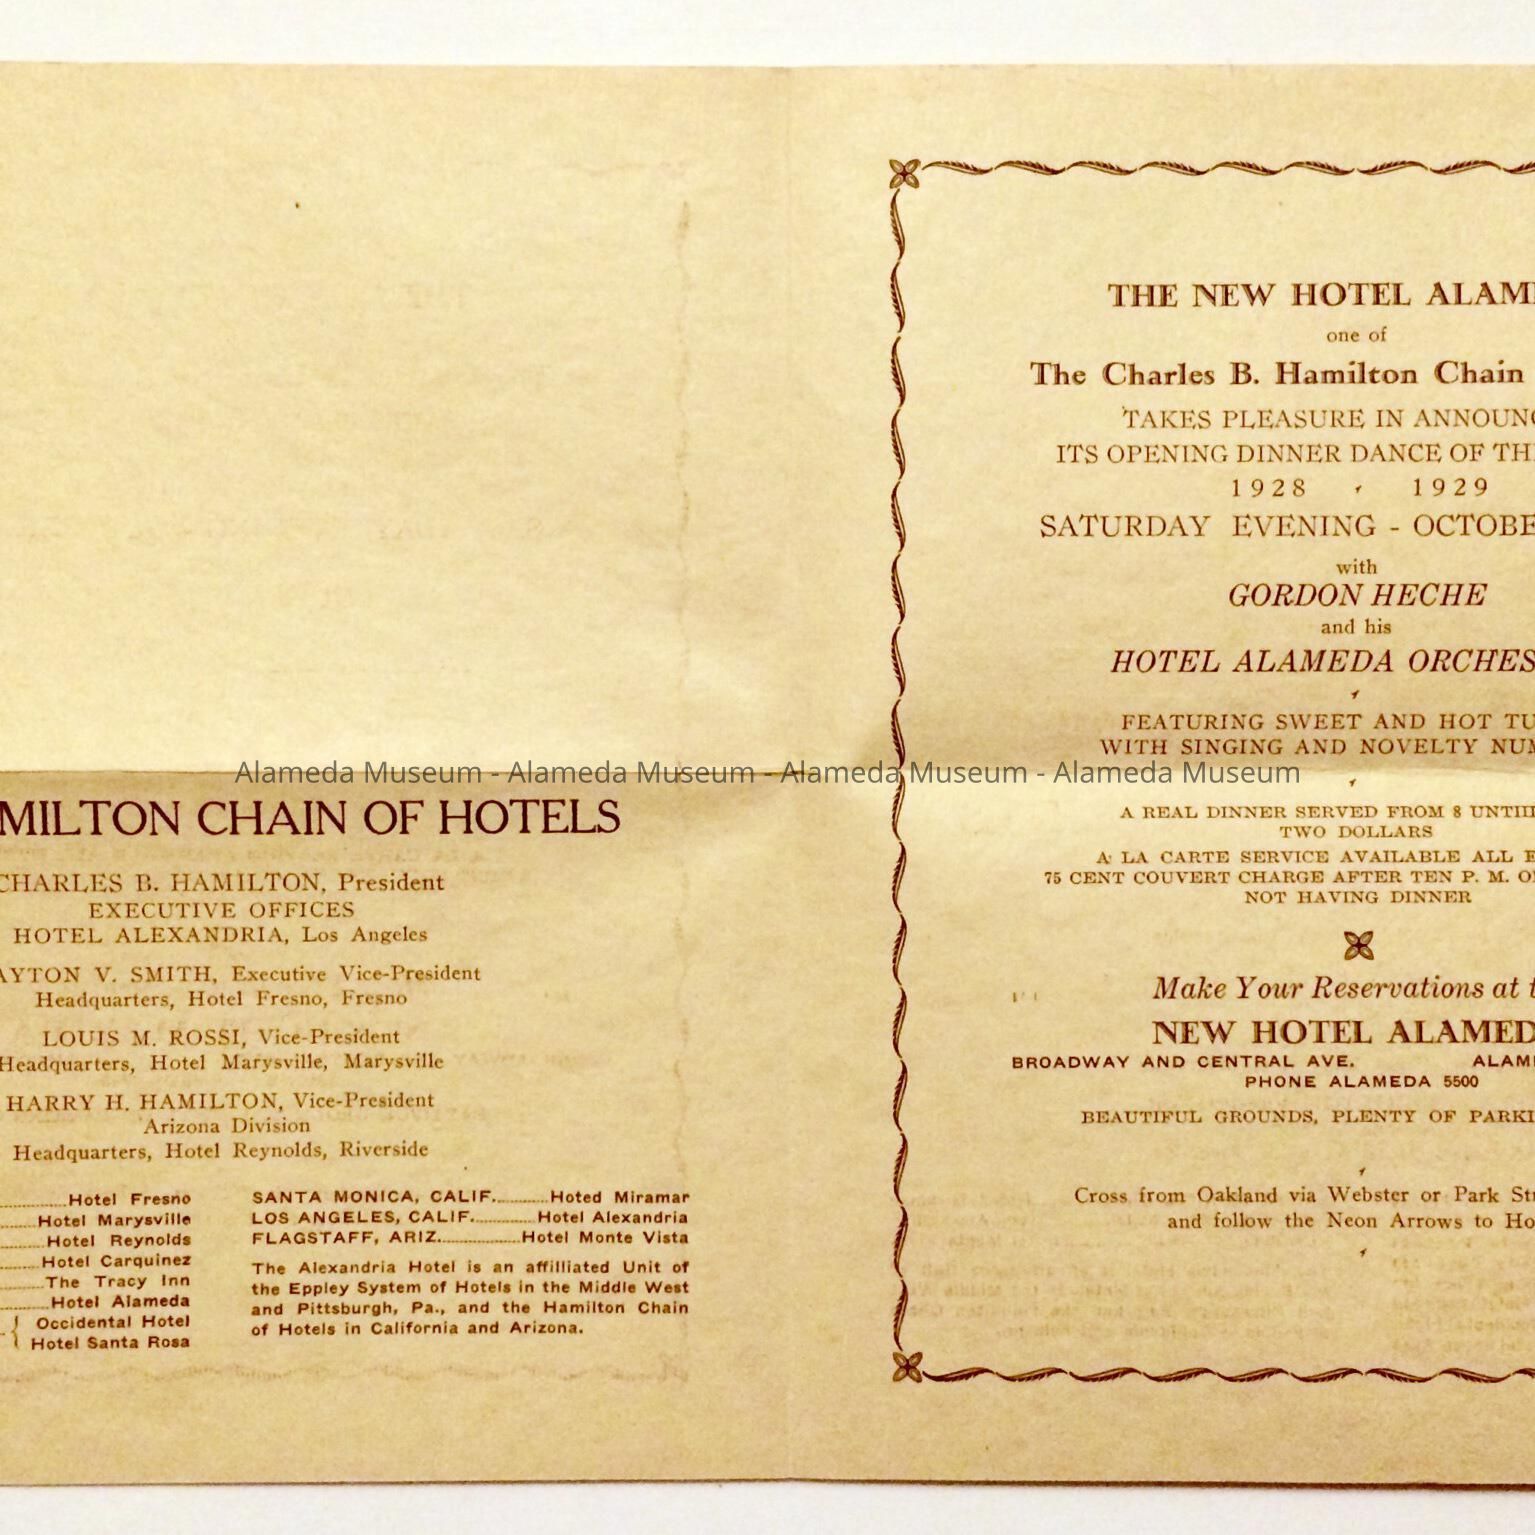 MILTON CHAIN OF HOTELS
CHARLES B. HAMILTON, President
EXECUTIVE OFFICES
HOTEL ALEXANDRIA, Los Angeles
AYTON V. SMITH, Executive Vice-President
Headquarters, Hotel Fresno, Fresno
LOUIS M. ROSSI, Vice-President
Headquarters, Hotel Marysville, Marysville
HARRY H. HAMILTON, Vice-President
Arizona Division
Headquarters, Hotel Reynolds, Riverside
Hotel Fresno
Hotel Marysville
Hotel Reynolds
Hotel Carquinez
The Tracy Inn
Hotel Alameda
Occidental Hotel
Hotel Santa Rosa
SANTA MONICA, CALIF. Hoted Miramar
LOS ANGELES, CALIF. Hotel Alexandria
FLAGSTAFF, ARIZ. Hotel Monte Vista
The Alexandria Hotel is an affilliated Unit of
the Eppley System of Hotels in the Middle West
and Pittsburgh, Pa., and the Hamilton Chain
of Hotels in California and Arizona.
THE NEW HOTEL ALAM
one of
The Charles B. Hamilton Chain
TAKES PLEASURE IN ANNOUN
ITS OPENING DINNER DANCE OF TH
1928 1929
SATURDAY EVENING - OCTOBE
with
GORDON HECHE
and his
HOTEL ALAMEDA ORCHES
FEATURING SWEET AND HOT TU
WITH SINGING AND NOVELTY NUM
A REAL DINNER SERVED FROM 8 UNTIL
TWO DOLLARS
A LA CARTE SERVICE AVAILABLE ALL E
75 CENT COUVERT CHARGE AFTER TEN P. M. O
NOT HAVING DINNER
Make Your Reservations at t
NEW HOTEL ALAMED
BROADWAY AND CENTRAL AVE. ALAM
PHONE ALAMEDA 5500
BEAUTIFUL GROUNDS, PLENTY OF PARKI
Cross from Oakland via Webster or Park St
and follow the Neon Arrows to Ho
Alameda Museum - Alameda Museum - Alameda Museum - Alameda Museum